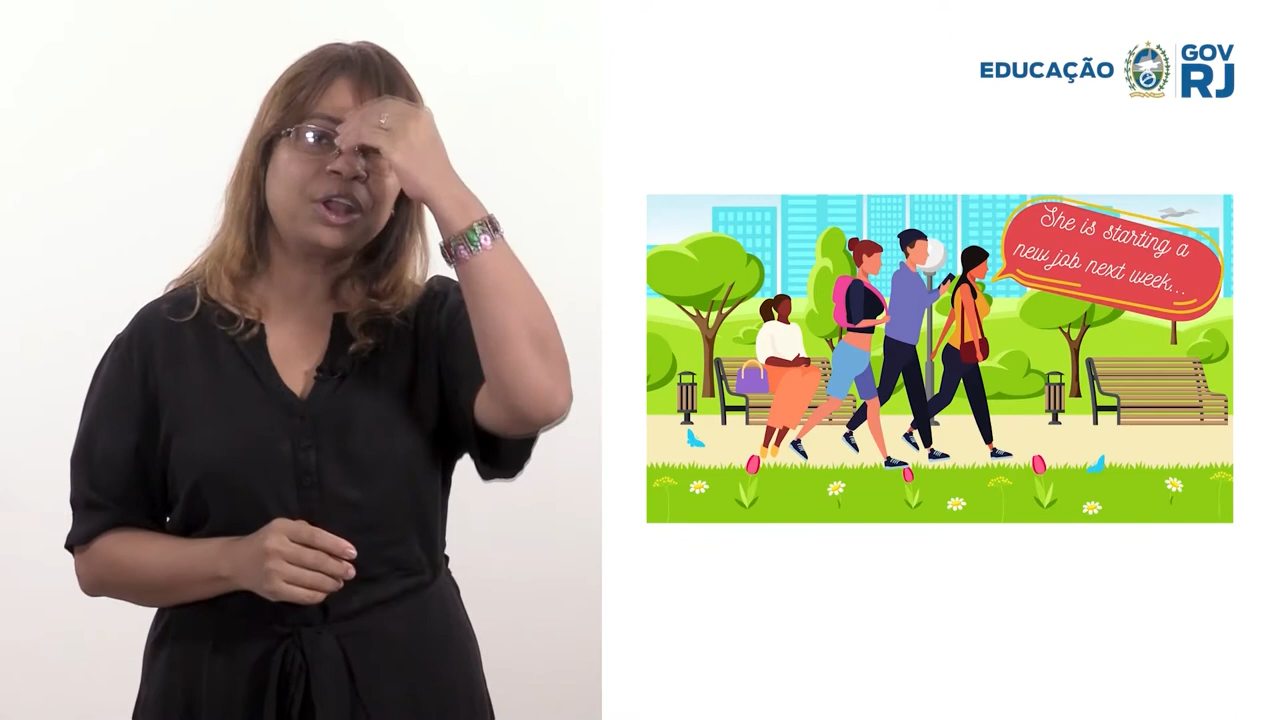 EDUCAÇÃO
GOV
RJ
She is starting a
new job next week...